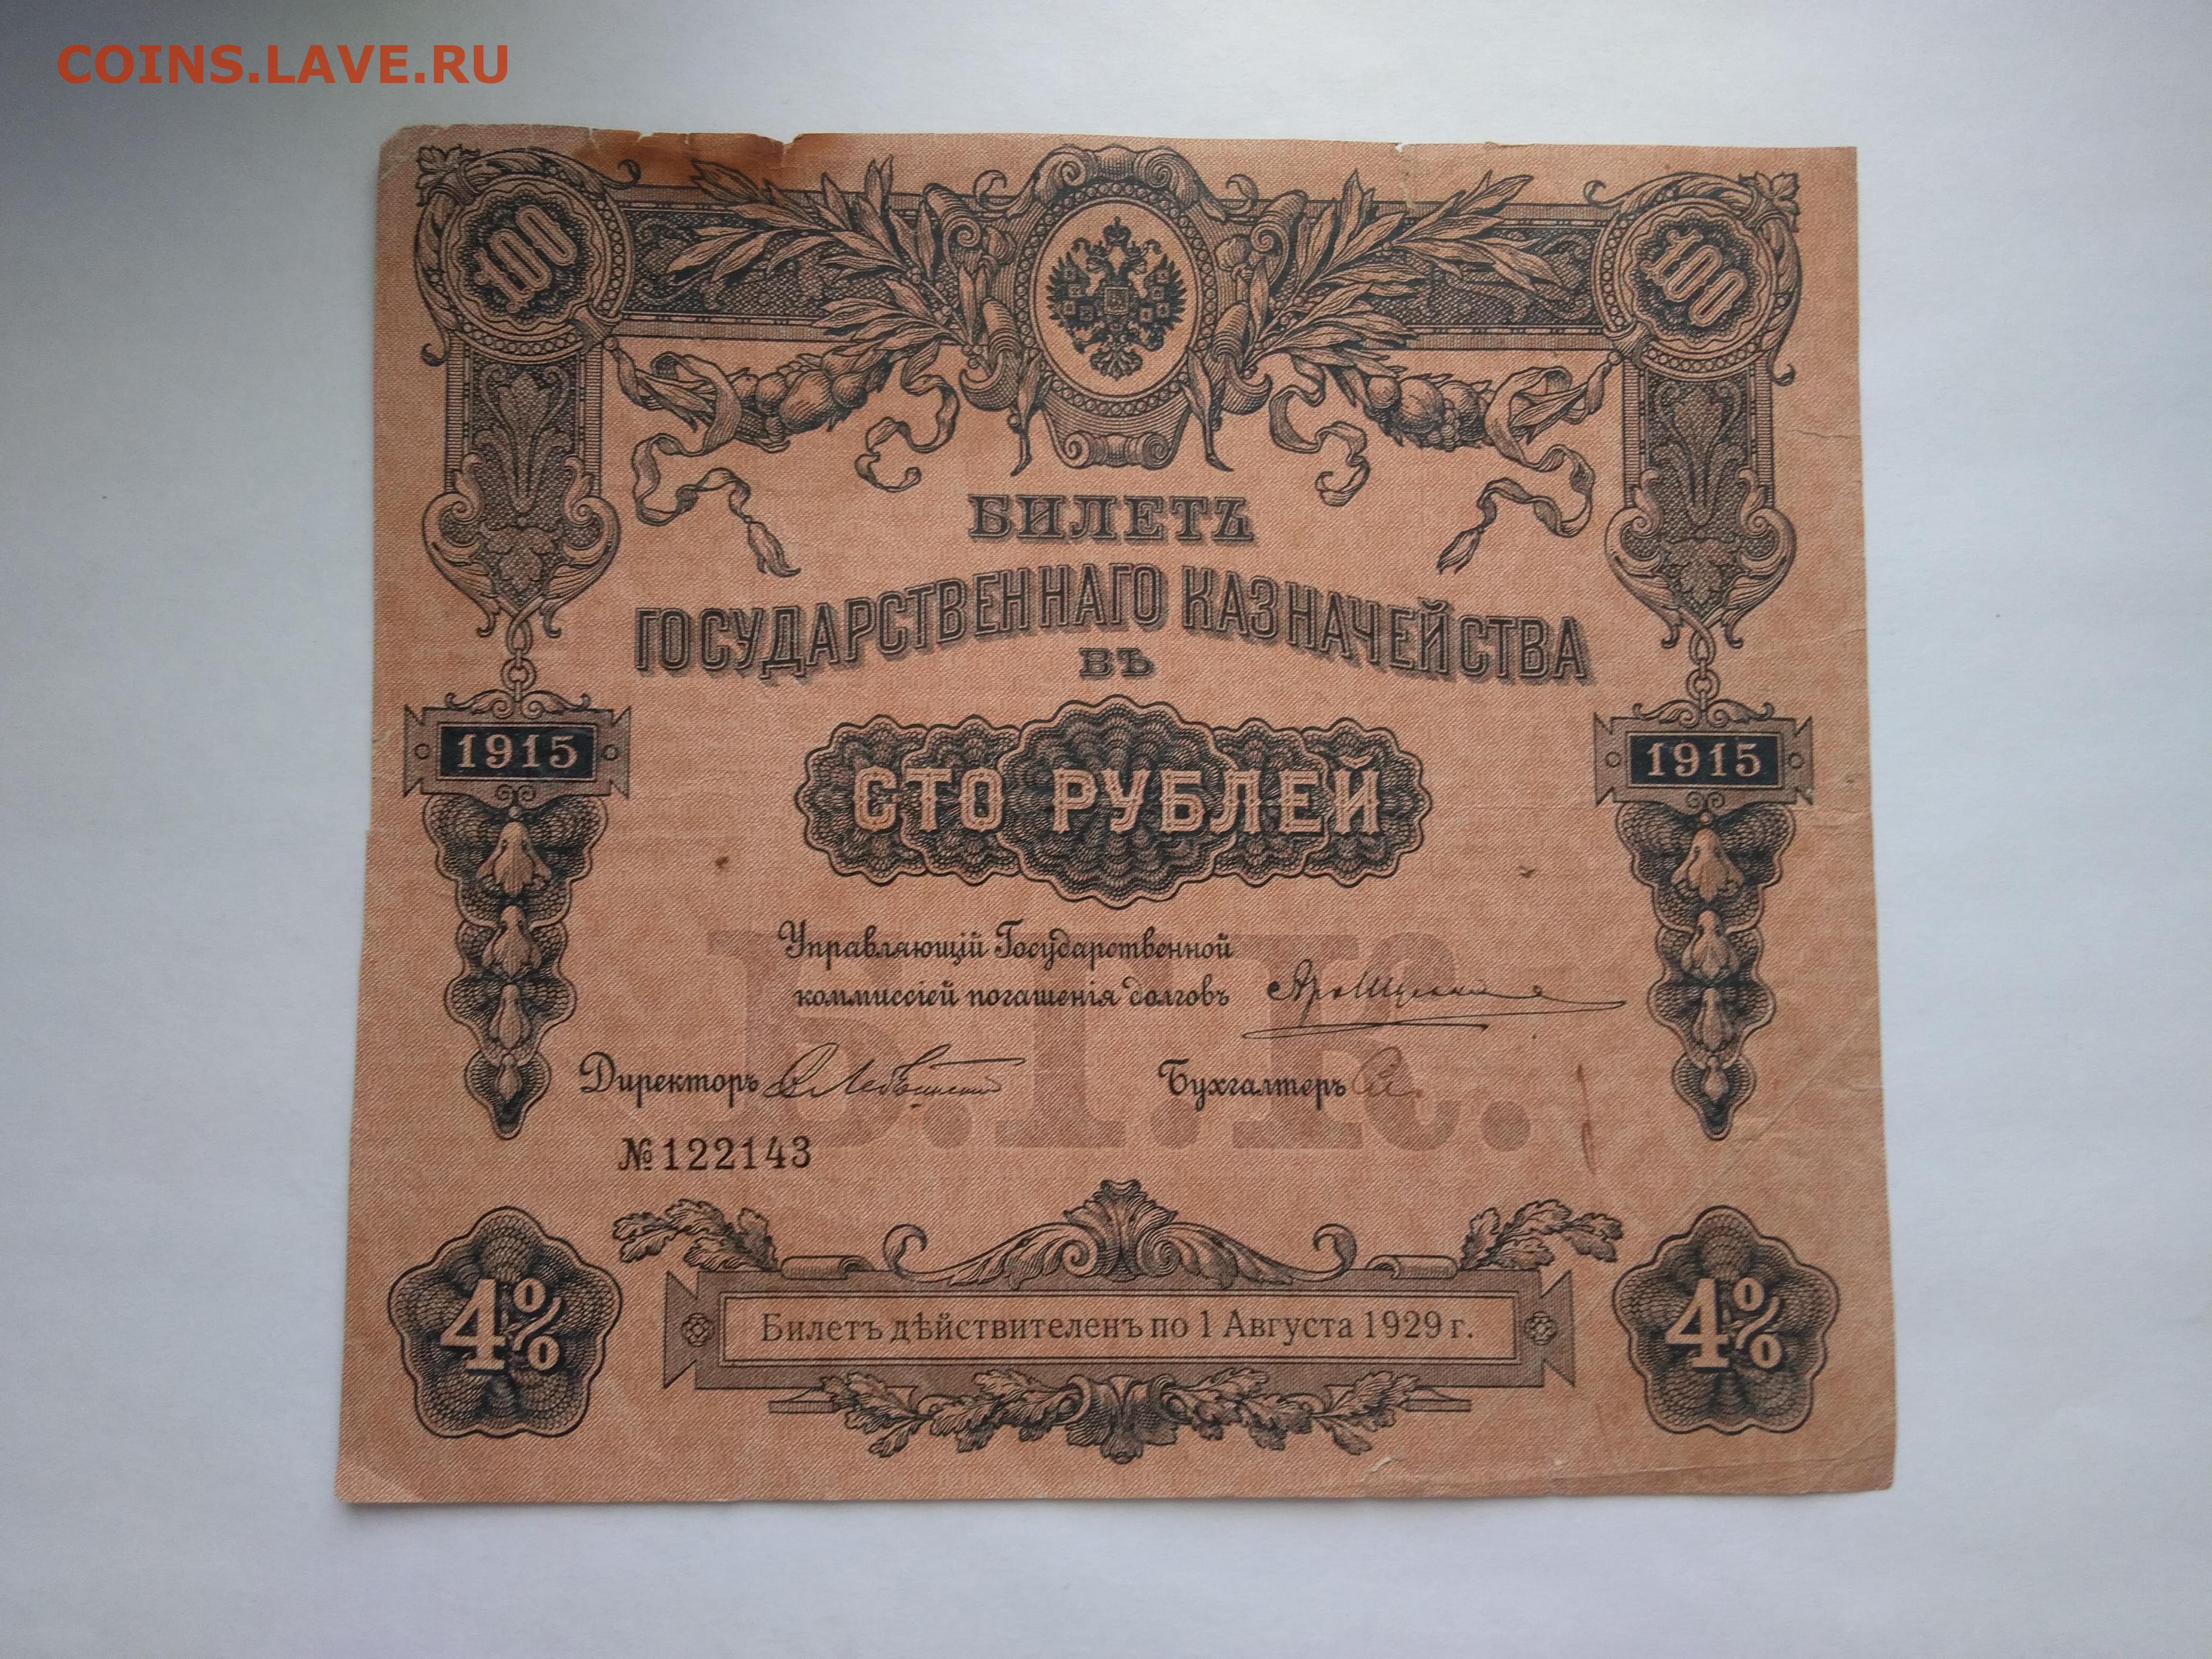 COINS.LAVE.RU
100 100
БИЛЕТЪ
ГОСУДАРСТВЕННАГО КАЗНАЧЕЙСТВА
ВЪ
1915 1915
СТО РУБЛЕЙ
Управляющій Государственной
коммиссіей погашенія долговъ
Директоръ Бухгалтеръ
Б.Г.К.
№122143
4% 4%
Билетъ дѣйствителенъ по 1 Августа 1929 г.